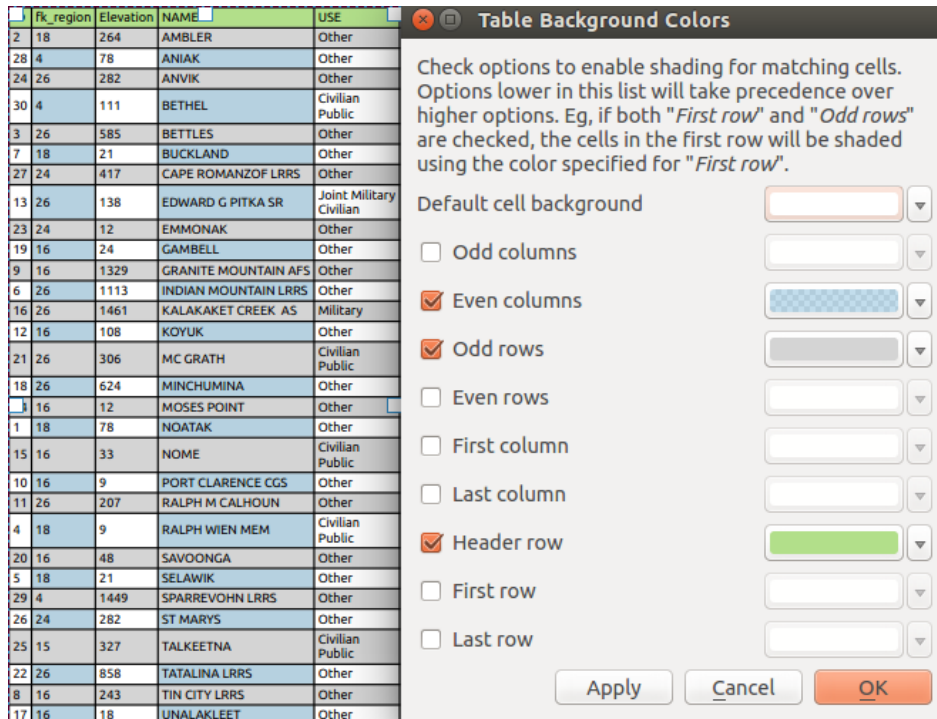 fk_region Elevation NAME USE
2 18 264 AMBLER Other
28 4 78 ANIAK Other
24 26 282 ANVIK Other
30 4 111 BETHEL Civilian Public
3 26 585 BETTLES Other
7 18 21 BUCKLAND Other
27 24 417 CAPE ROMANZOF LRRS Other
13 26 138 EDWARD G PITKA SR Joint Military Civilian
23 24 12 EMMONAK Other
19 16 24 GAMBELL Other
9 16 1329 GRANITE MOUNTAIN AFS Other
6 26 1113 INDIAN MOUNTAIN LRRS Other
16 26 1461 KALAKAKET CREEK AS Military
12 16 108 KOYUK Other
21 26 306 MC GRATH Civilian Public
18 26 624 MINCHUMINA Other
16 12 MOSES POINT Other
1 18 78 NOATAK Other
15 16 33 NOME Civilian Public
10 16 9 PORT CLARENCE CGS Other
11 26 207 RALPH M CALHOUN Other
4 18 9 RALPH WIEN MEM Civilian Public
20 16 48 SAVOONGA Other
5 18 21 SELAWIK Other
29 4 1449 SPARREVOHN LRRS Other
26 24 282 ST MARYS Other
25 15 327 TALKEETNA Civilian Public
22 26 858 TATALINA LRRS Other
8 16 243 TIN CITY LRRS Other
17 16 18 UNALAKLEET Other
Table Background Colors
Check options to enable shading for matching cells.
Options lower in this list will take precedence over
higher options. Eg, if both "First row" and "Odd rows"
are checked, the cells in the first row will be shaded
using the color specified for "First row".
Default cell background
Odd columns
Even columns
Odd rows
Even rows
First column
Last column
Header row
First row
Last row
Apply Cancel OK